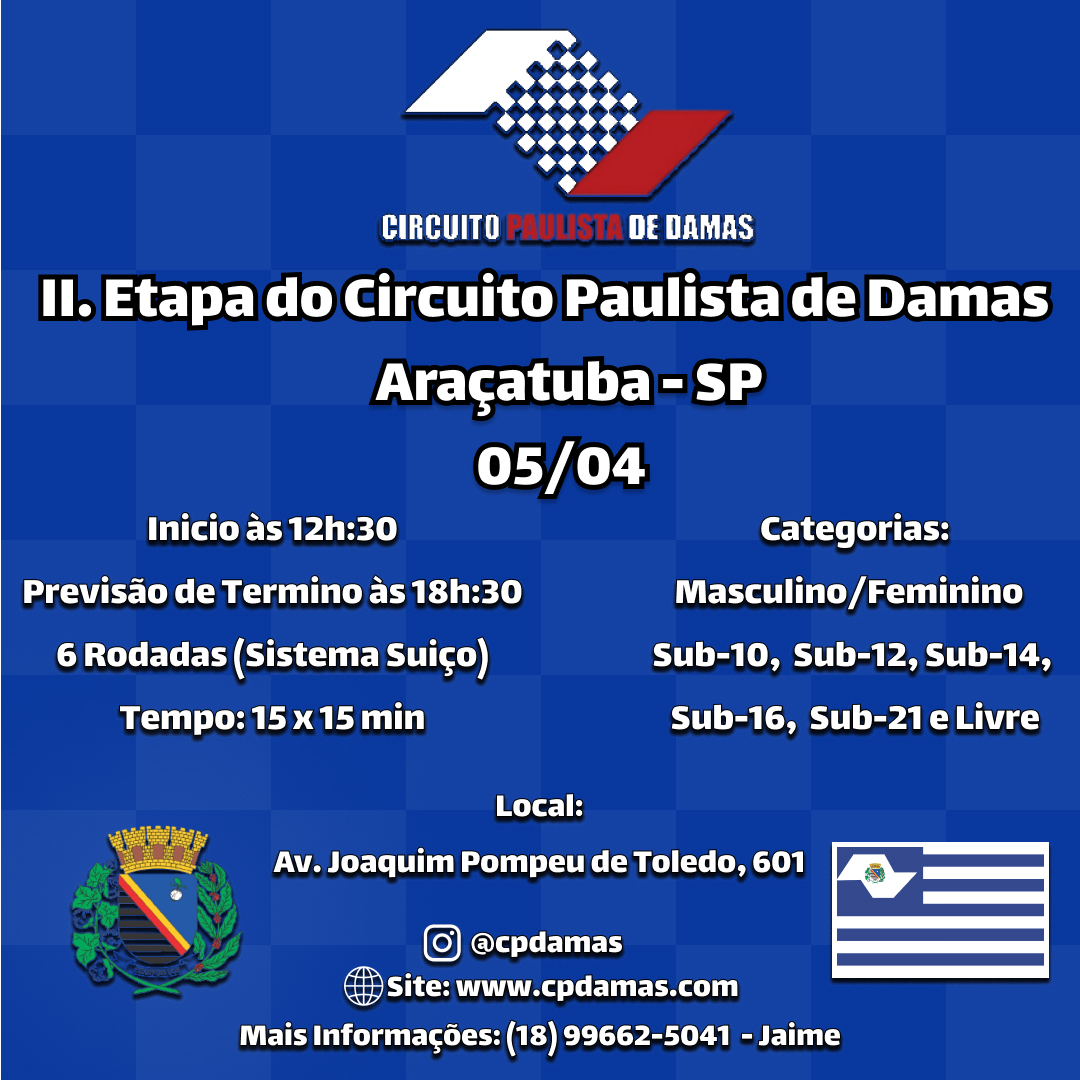 CIRCUITO PAULISTA DE DAMAS
II. Etapa do Circuito Paulista de Damas
Araçatuba - SP
05/04
Inicio às 12h:30
Previsão de Termino às 18h:30
6 Rodadas (Sistema Suiço)
Tempo: 15 x 15 min
Categorias:
Masculino/Feminino
Sub-10, Sub-12, Sub-14,
Sub-16, Sub-21 e Livre
Local:
Av. Joaquim Pompeu de Toledo, 601
@cpdamas
Site: www.cpdamas.com
Mais Informações: (18) 99662-5041 - Jaime